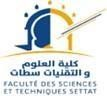 كلية العلوم
و التقنيات سطات
FACULTÉ DES SCIENCES
ET TECHNIQUES SETTAT